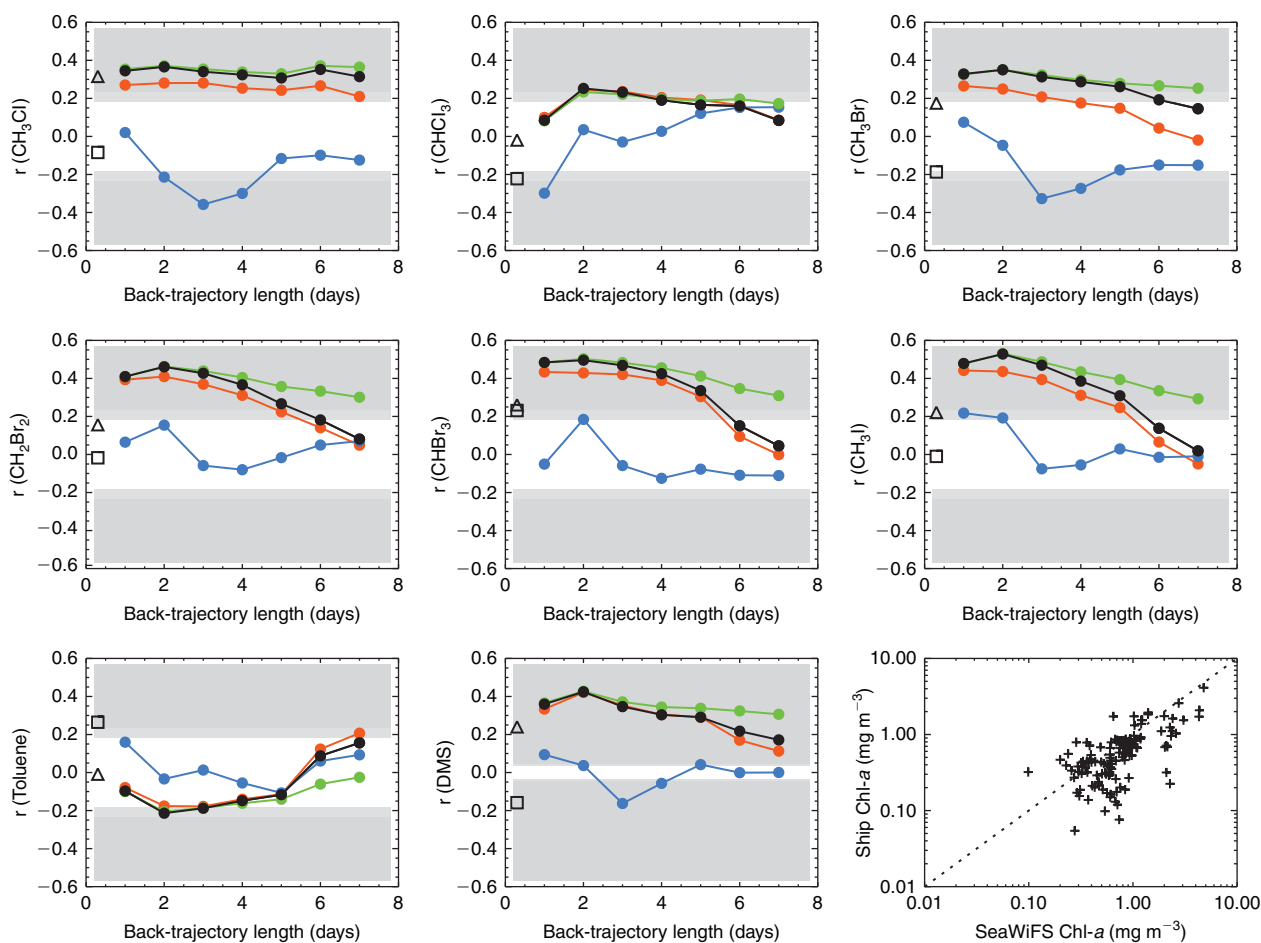 r (CH3Cl)
0.6
0.4
0.2
0.0
−0.2
−0.4
−0.6
0 2 4 6 8
Back-trajectory length (days)
r (CHCl3)
0.6
0.4
0.2
0.0
−0.2
−0.4
−0.6
0 2 4 6 8
Back-trajectory length (days)
r (CH3Br)
0.6
0.4
0.2
0.0
−0.2
−0.4
−0.6
0 2 4 6 8
Back-trajectory length (days)
r (CH2Br2)
0.6
0.4
0.2
0.0
−0.2
−0.4
−0.6
0 2 4 6 8
Back-trajectory length (days)
r (CHBr3)
0.6
0.4
0.2
0.0
−0.2
−0.4
−0.6
0 2 4 6 8
Back-trajectory length (days)
r (CH3I)
0.6
0.4
0.2
0.0
−0.2
−0.4
−0.6
0 2 4 6 8
Back-trajectory length (days)
r (Toluene)
0.6
0.4
0.2
0.0
−0.2
−0.4
−0.6
0 2 4 6 8
Back-trajectory length (days)
r (DMS)
0.6
0.4
0.2
0.0
−0.2
−0.4
−0.6
0 2 4 6 8
Back-trajectory length (days)
Ship Chl-a (mg m−3)
10.00
1.00
0.10
0.01
0.01 0.10 1.00 10.00
SeaWiFS Chl-a (mg m−3)